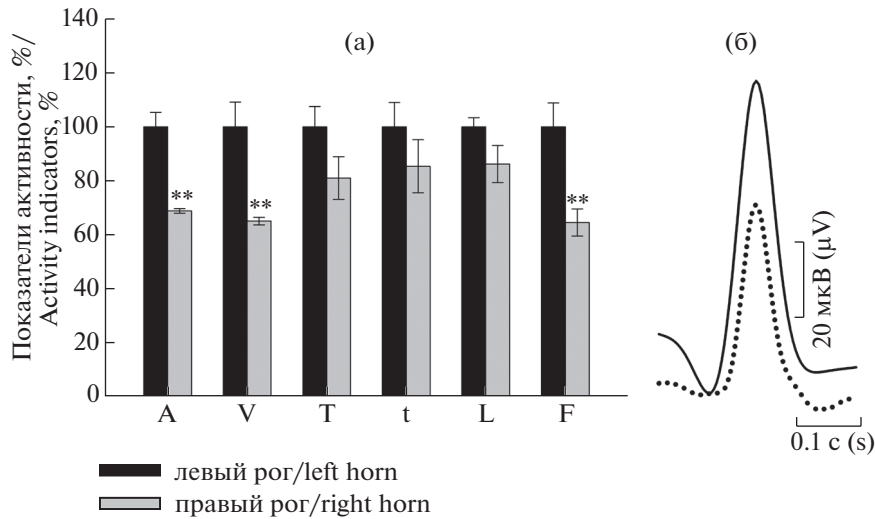 Показатели активности, %/
Activity indicators, %
140
120
100
80
60
40
20
0
(а)
**
**
**
A
V
T
t
L
F
левый рог/left horn
правый рог/right horn
(б)
20 мкВ (μV)
0.1 с (s)